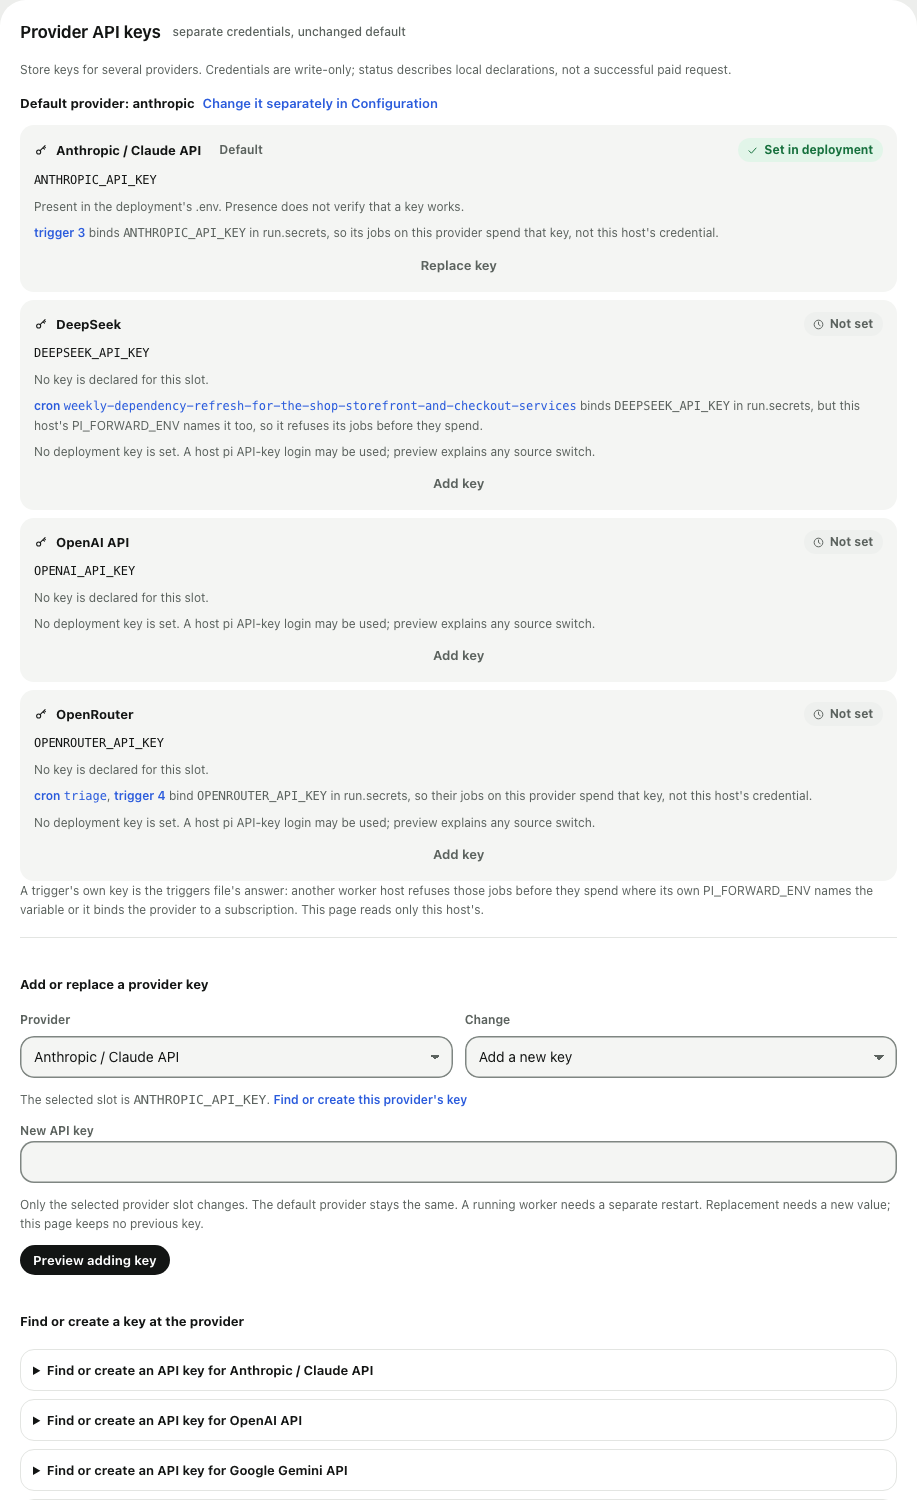 Provider API keys separate credentials, unchanged default
Store keys for several providers. Credentials are write-only; status describes local declarations, not a successful paid request.
Default provider: anthropic Change it separately in Configuration
Anthropic / Claude API Default Set in deployment
ANTHROPIC_API_KEY
Present in the deployment's .env. Presence does not verify that a key works.
trigger 3 binds ANTHROPIC_API_KEY in run.secrets, so its jobs on this provider spend that key, not this host's credential.
Replace key
DeepSeek Not set
DEEPSEEK_API_KEY
No key is declared for this slot.
cron weekly-dependency-refresh-for-the-shop-storefront-and-checkout-services binds DEEPSEEK_API_KEY in run.secrets, but this
host's PI_FORWARD_ENV names it too, so it refuses its jobs before they spend.
No deployment key is set. A host pi API-key login may be used; preview explains any source switch.
Add key
OpenAI API Not set
OPENAI_API_KEY
No key is declared for this slot.
No deployment key is set. A host pi API-key login may be used; preview explains any source switch.
Add key
OpenRouter Not set
OPENROUTER_API_KEY
No key is declared for this slot.
cron triage, trigger 4 bind OPENROUTER_API_KEY in run.secrets, so their jobs on this provider spend that key, not this host's credential.
No deployment key is set. A host pi API-key login may be used; preview explains any source switch.
Add key
A trigger's own key is the triggers file's answer: another worker host refuses those jobs before they spend where its own PI_FORWARD_ENV names the
variable or it binds the provider to a subscription. This page reads only this host's.
Add or replace a provider key
Provider Change
Anthropic / Claude API Add a new key
The selected slot is ANTHROPIC_API_KEY. Find or create this provider's key
New API key
Only the selected provider slot changes. The default provider stays the same. A running worker needs a separate restart. Replacement needs a new value;
this page keeps no previous key.
Preview adding key
Find or create a key at the provider
Find or create an API key for Anthropic / Claude API
Find or create an API key for OpenAI API
Find or create an API key for Google Gemini API